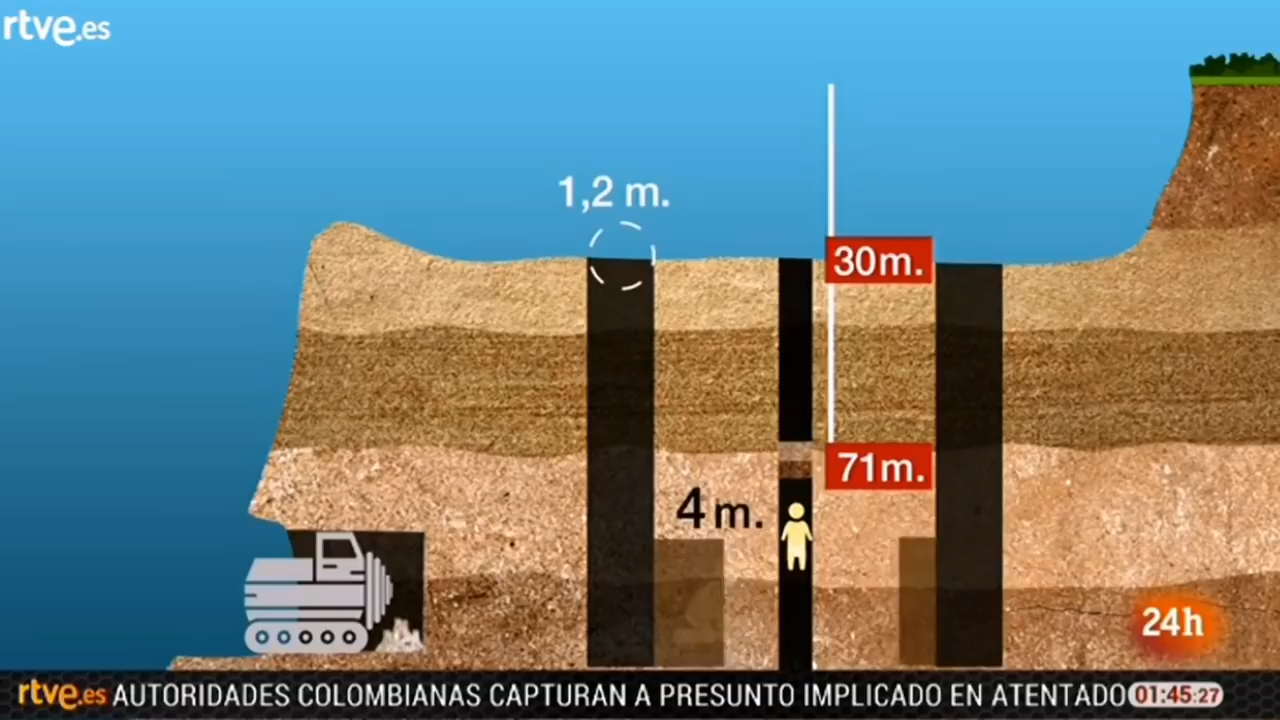 rtve.es
1,2 m.
30m.
71m.
4 m.
24h
rtve.es AUTORIDADES COLOMBIANAS CAPTURAN A PRESUNTO IMPLICADO EN ATENTADO 01:45:27